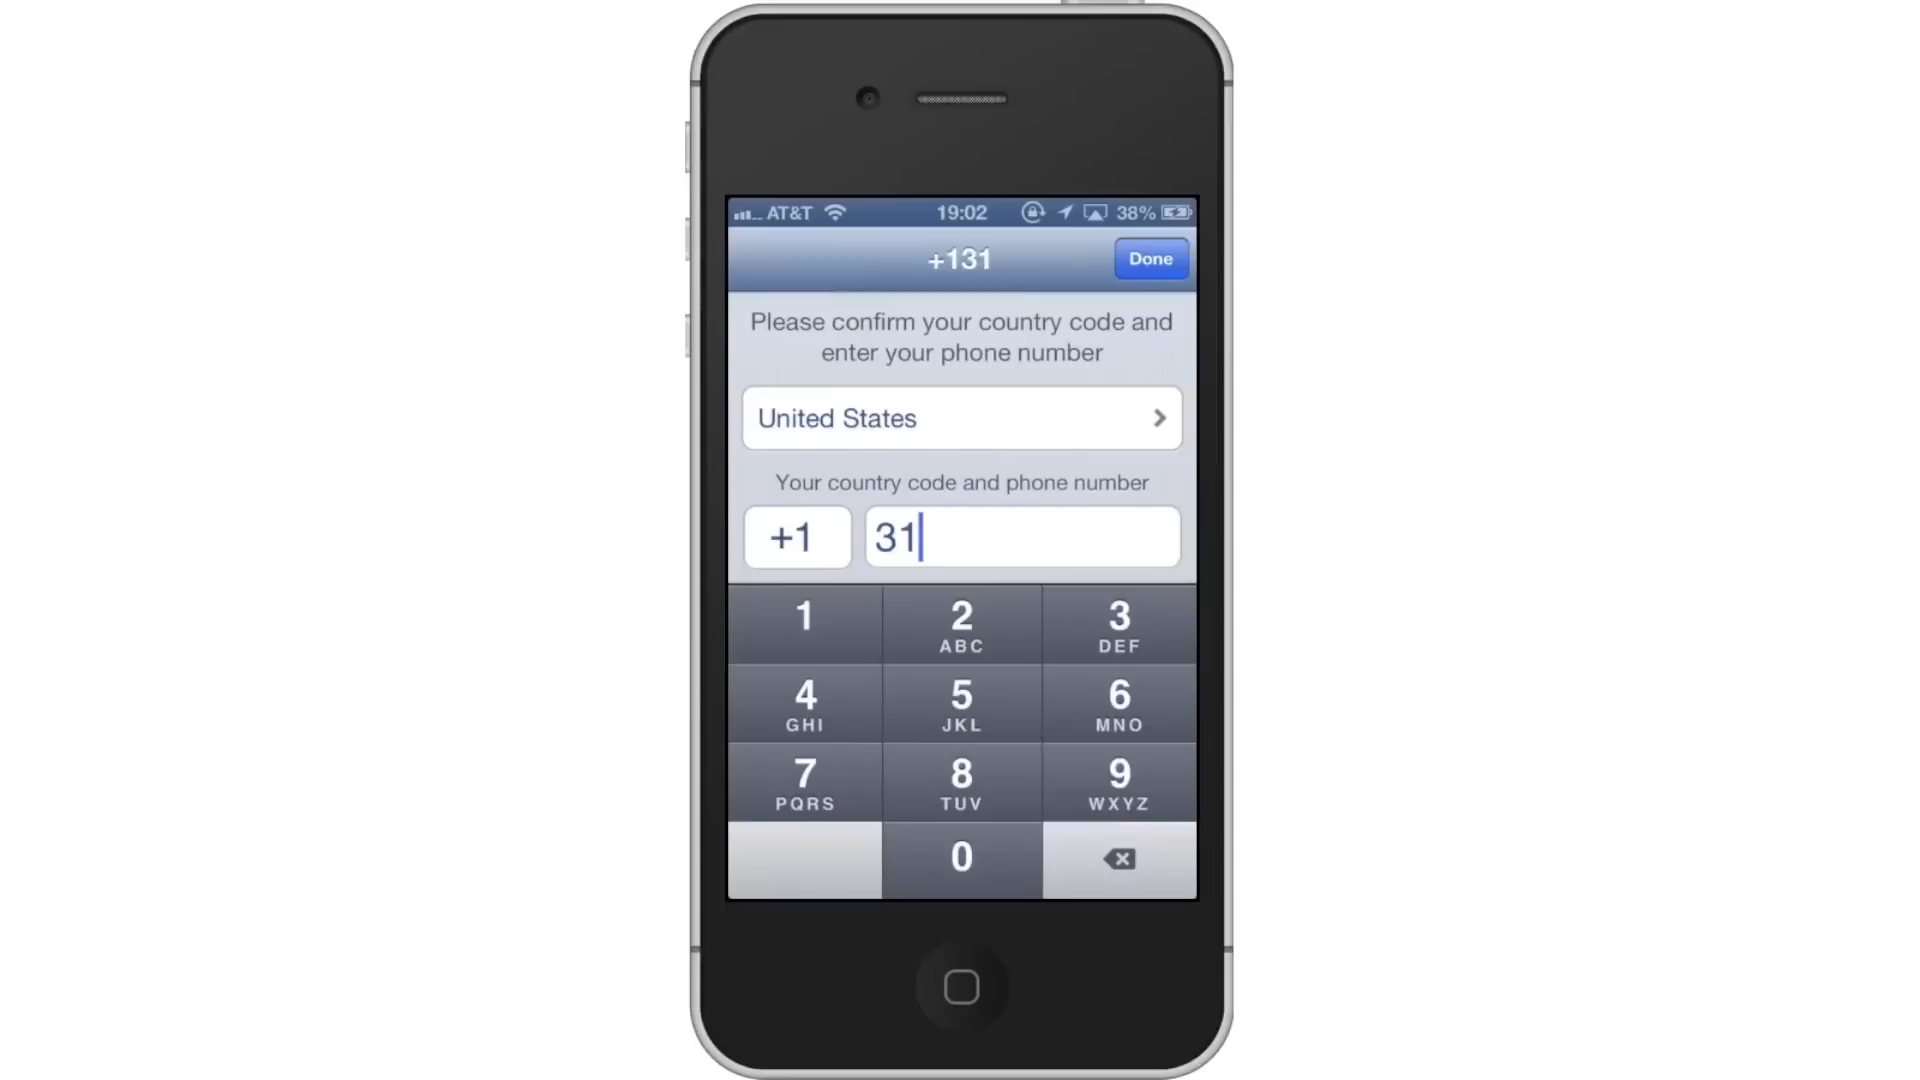 AT&T 19:02 38%
+131 Done
Please confirm your country code and
enter your phone number
United States
Your country code and phone number
+1 31
1 2 3
ABC DEF
4 5 6
GHI JKL MNO
7 8 9
PQRS TUV WXYZ
0